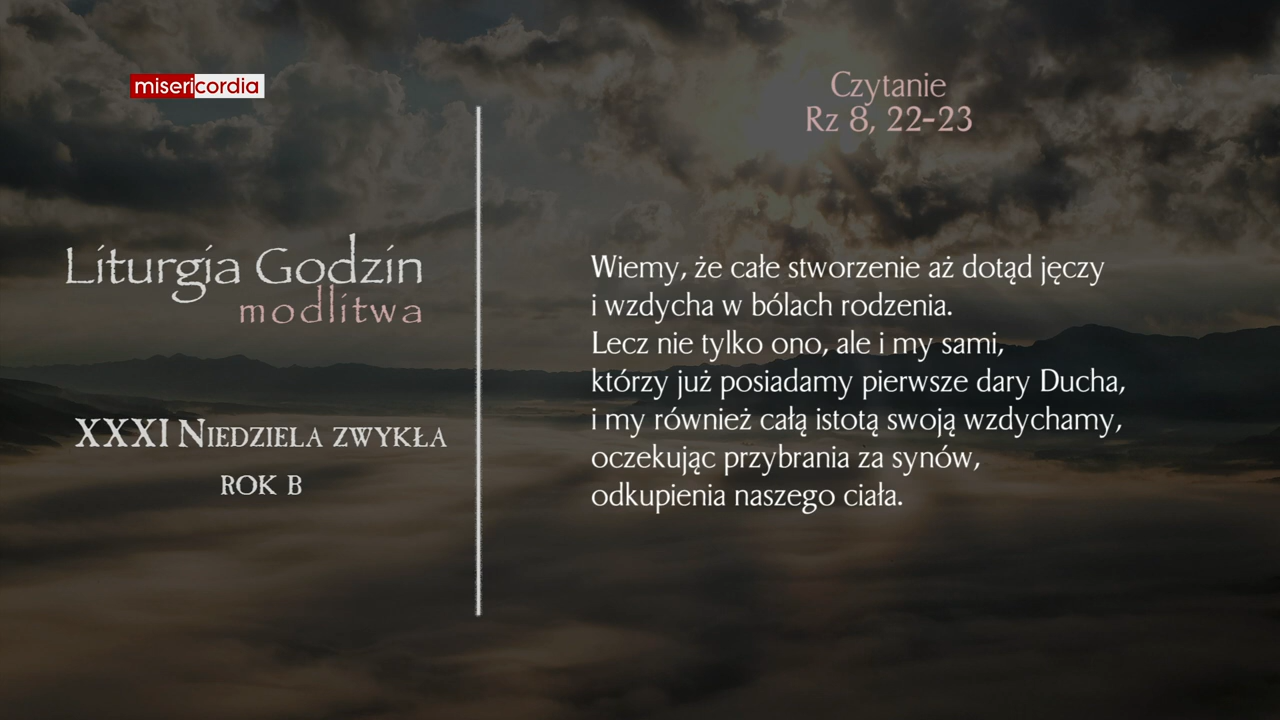 misericordia
Liturgia Godzin
modlitwa
XXXI Niedziela zwykła
rok B
Czytanie
Rz 8, 22-23
Wiemy, że całe stworzenie aż dotąd jęczy
i wzdycha w bólach rodzenia.
Lecz nie tylko ono, ale i my sami,
którzy już posiadamy pierwsze dary Ducha,
i my również całą istotą swoją wzdychamy,
oczekując przybrania za synów,
odkupienia naszego ciała.